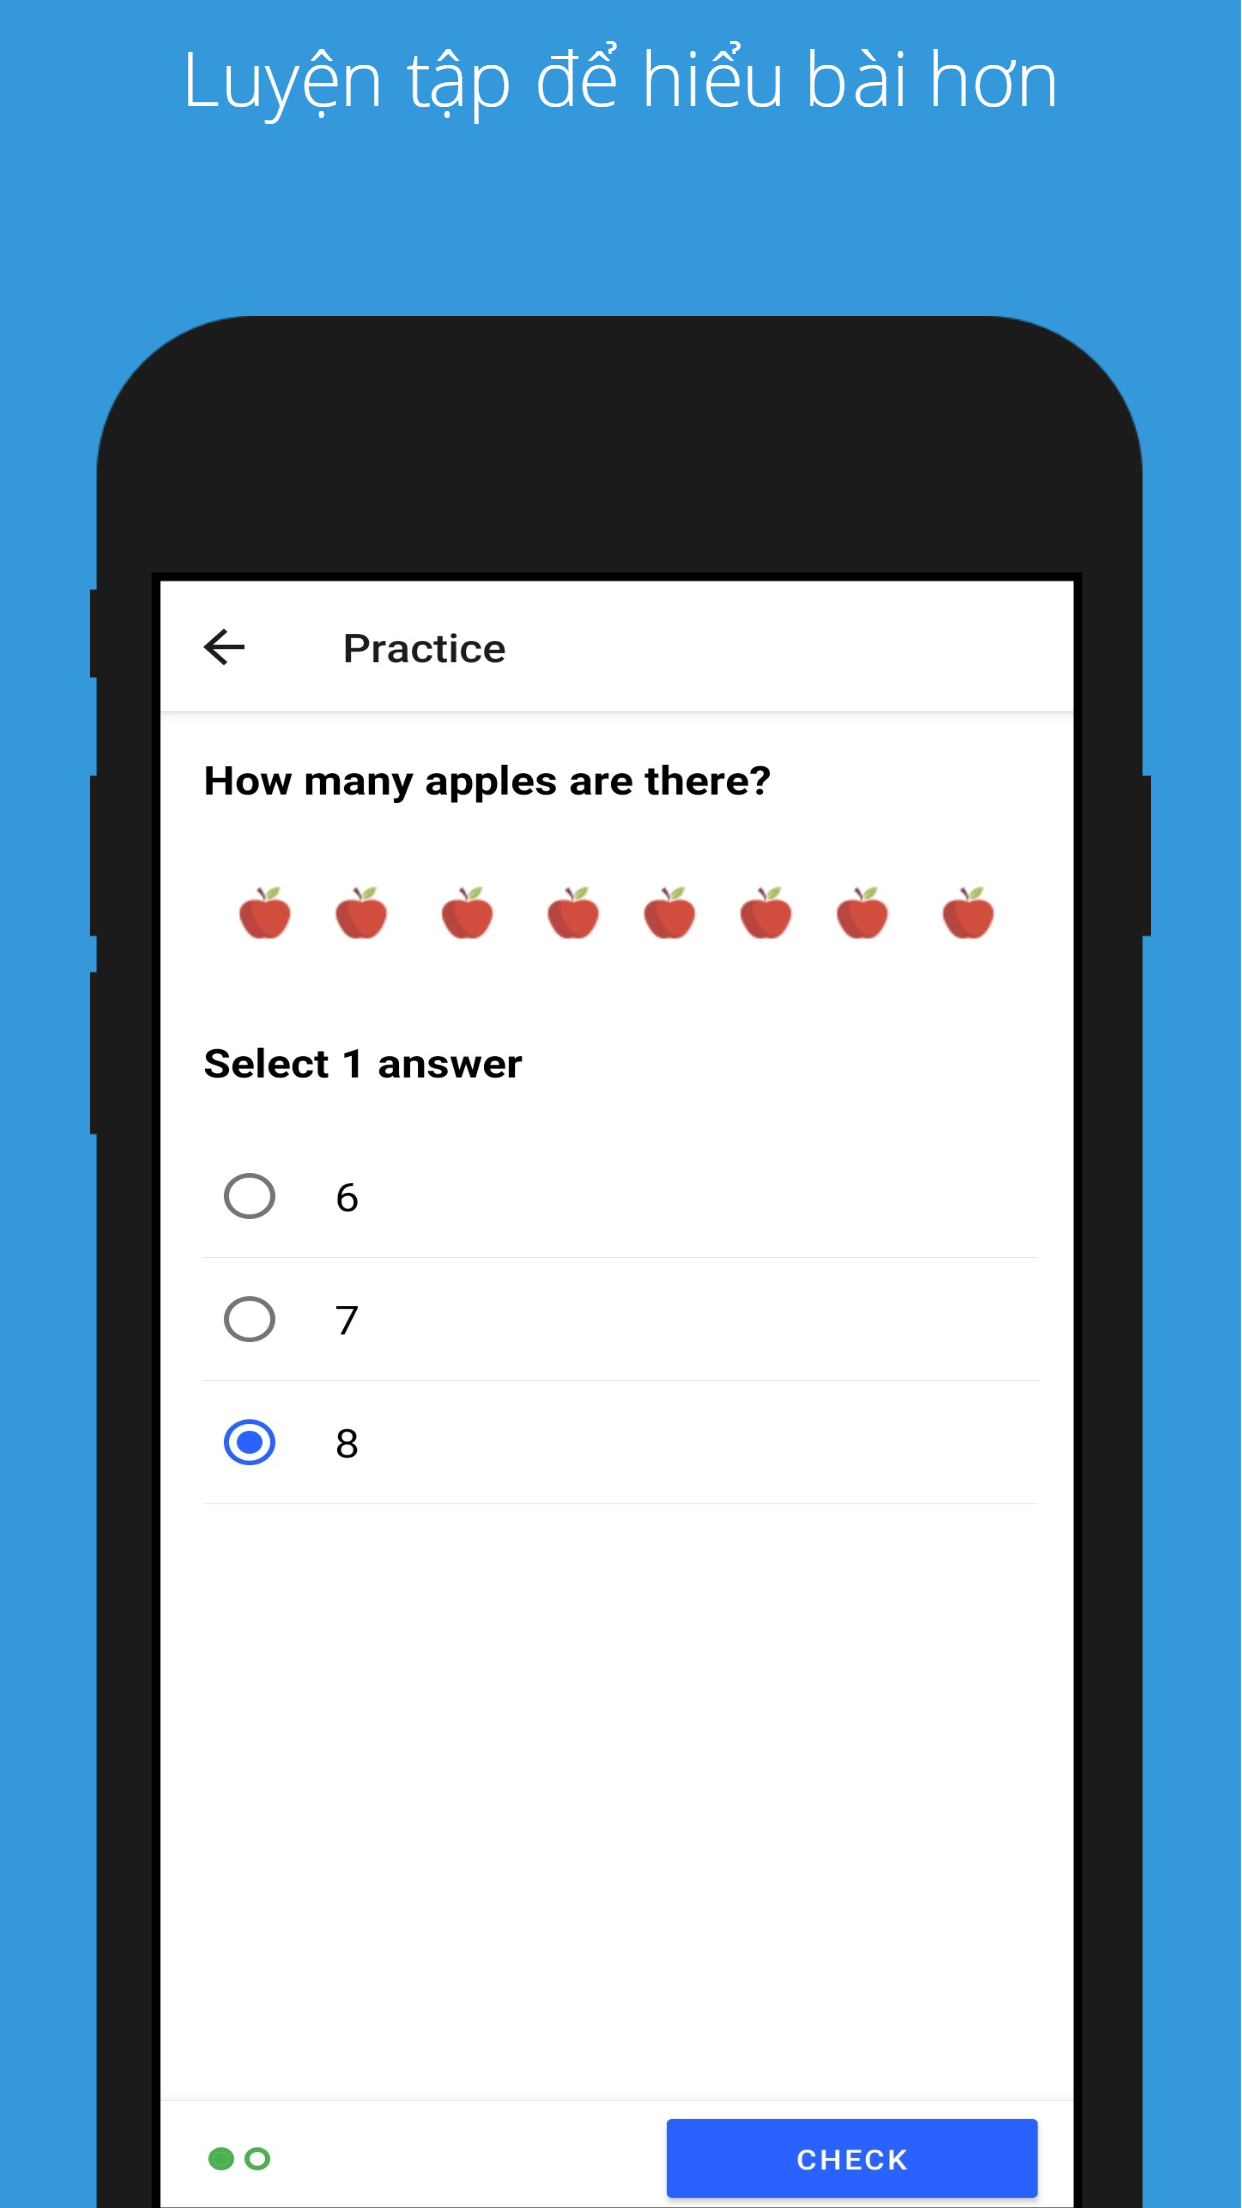 Luyện tập để hiểu bài hơn
Practice
How many apples are there?
Select 1 answer
6
7
8
CHECK